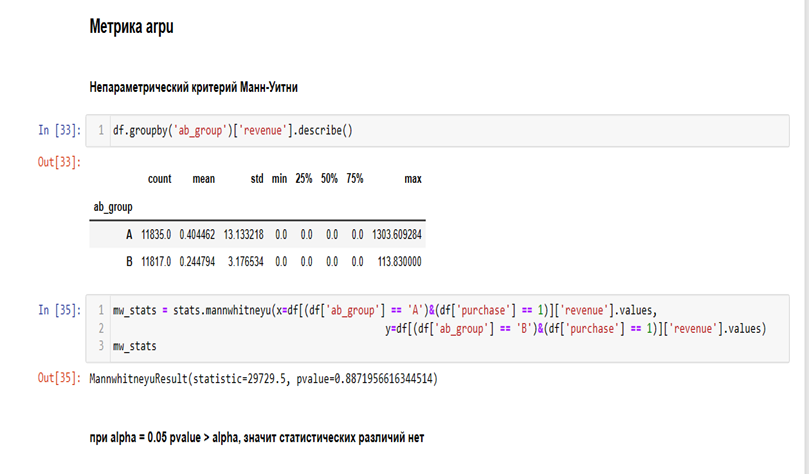 Метрика arpu
Непараметрический критерий Манн-Уитни
In [33]: 1 df.groupby('ab_group')['revenue'].describe()
Out[33]:
count mean std min 25% 50% 75% max
ab_group
A 11835.0 0.404462 13.133218 0.0 0.0 0.0 0.0 1303.609284
B 11817.0 0.244794 3.176534 0.0 0.0 0.0 0.0 113.830000
In [35]: 1 mw_stats = stats.mannwhitneyu(x=df[(df['ab_group'] == 'A')&(df['purchase'] == 1)]['revenue'].values,
2 y=df[(df['ab_group'] == 'B')&(df['purchase'] == 1)]['revenue'].values)
3 mw_stats
Out[35]: MannwhitneyuResult(statistic=29729.5, pvalue=0.8871956616344514)
при alpha = 0.05 pvalue > alpha, значит статистических различий нет